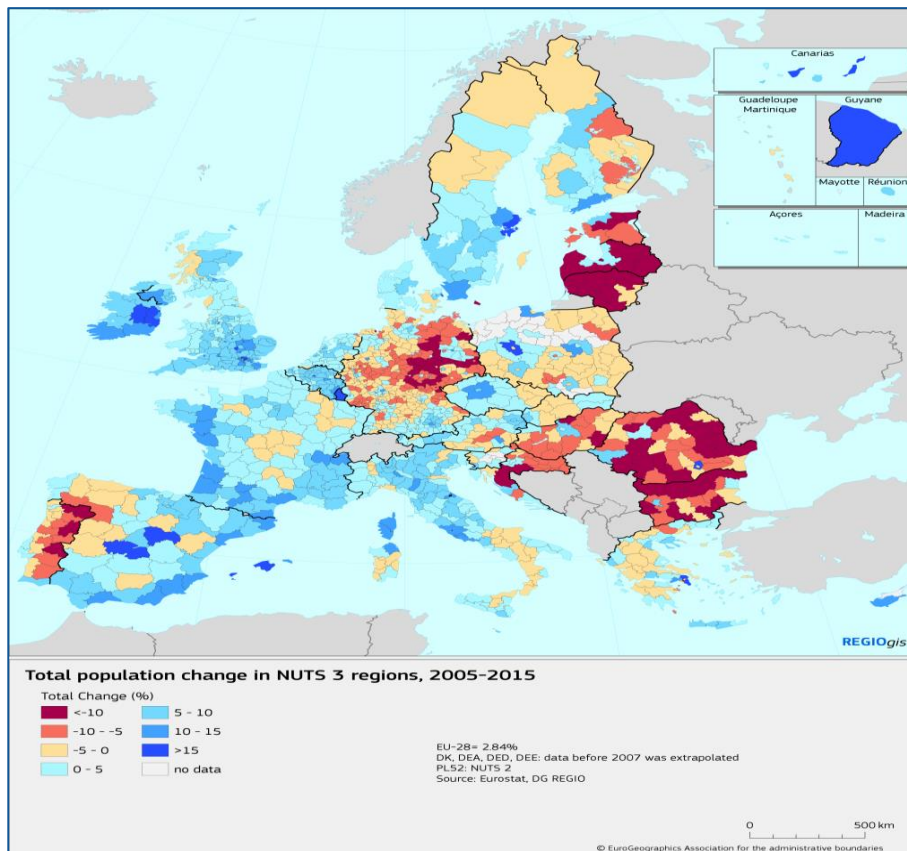 Canarias
Guadeloupe
Martinique
Guyane
Mayotte
Réunion
Açores
Madeira
REGIOgis
Total population change in NUTS 3 regions, 2005-2015
Total Change (%)
<-10
-10 - -5
-5 - 0
0 - 5
5 - 10
10 - 15
>15
no data
EU-28= 2.84%
DK, DEA, DED, DEE: data before 2007 was extrapolated
PL52: NUTS 2
Source: Eurostat, DG REGIO
0 500 km
© EuroGeographics Association for the administrative boundaries